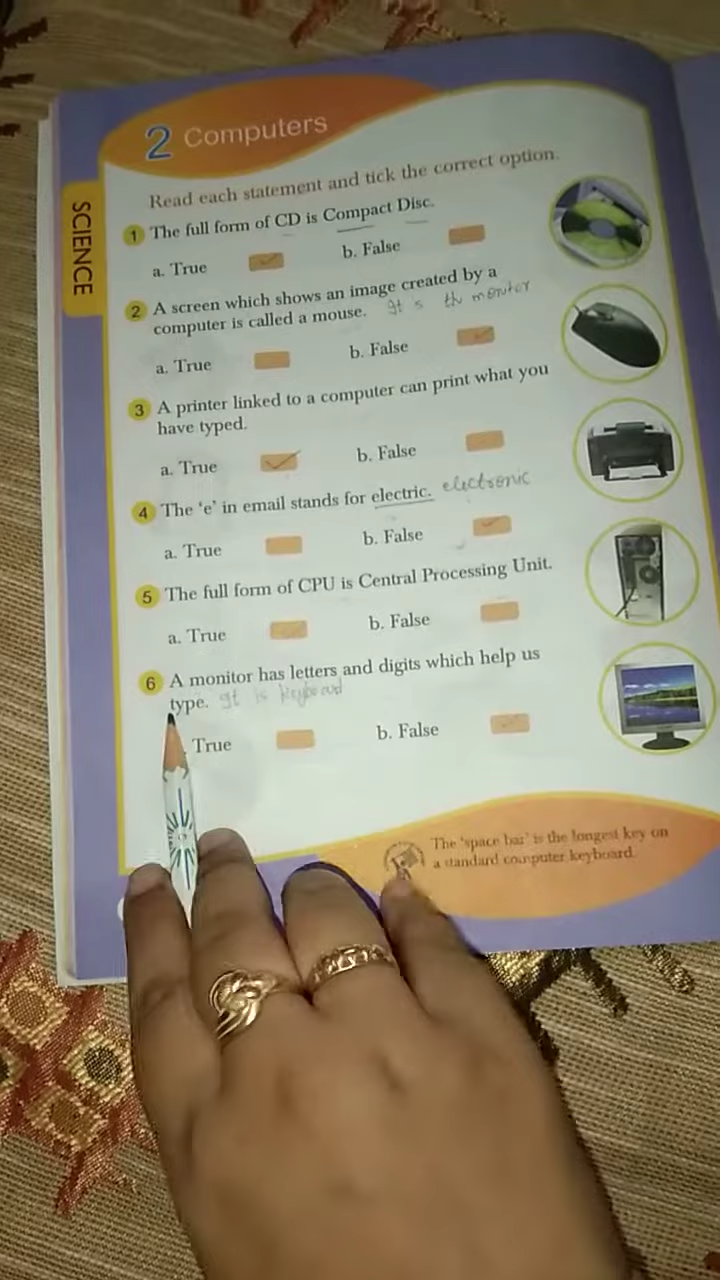 2 Computers
SCIENCE
Read each statement and tick the correct option.
1 The full form of CD is Compact Disc.
a. True b. False
2 A screen which shows an image created by a
computer is called a mouse. It s th monitor
a. True b. False
3 A printer linked to a computer can print what you
have typed.
a. True b. False
4 The ‘e’ in email stands for electric. electronic
a. True b. False
5 The full form of CPU is Central Processing Unit.
a. True b. False
6 A monitor has letters and digits which help us
type. It is keyboard
True b. False
The ‘space bar’ is the longest key on
a standard computer keyboard.